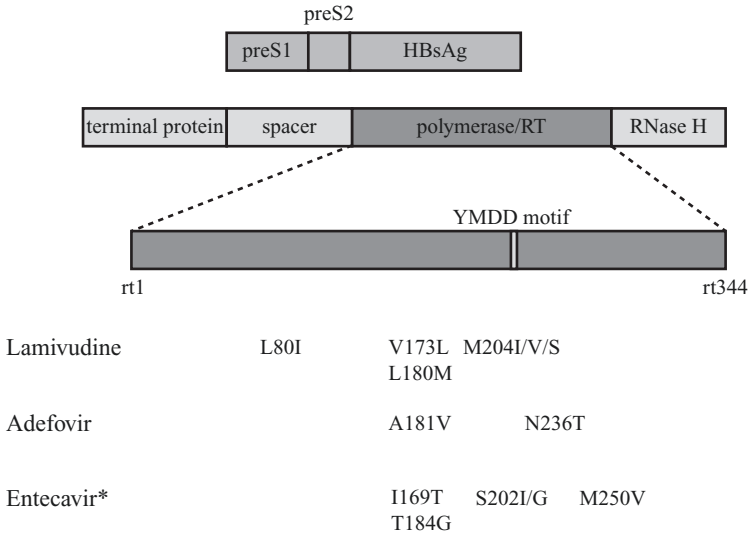 preS2
preS1 HBsAg
terminal protein spacer polymerase/RT RNase H
YMDD motif
rt1 rt344
Lamivudine L80I V173L M204I/V/S
L180M
Adefovir A181V N236T
Entecavir* I169T S202I/G M250V
T184G